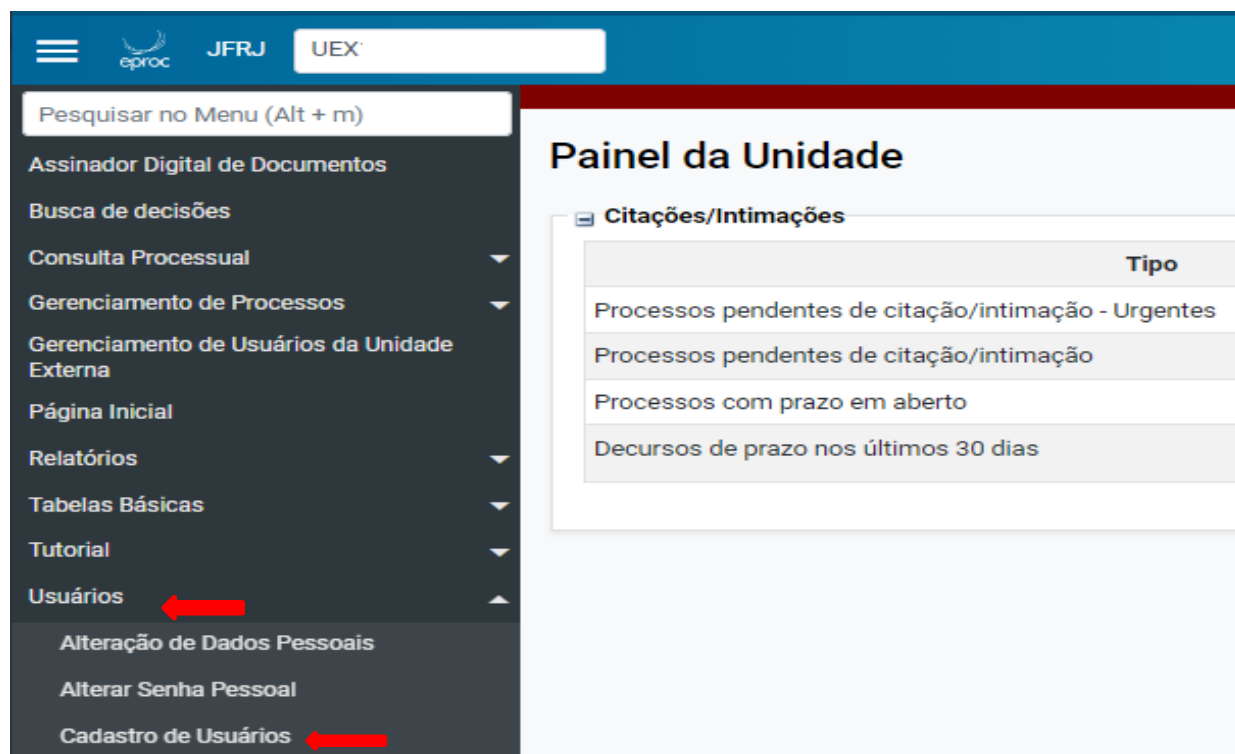 eproc JFRJ UEX
Pesquisar no Menu (Alt + m)
Assinador Digital de Documentos
Busca de decisões
Consulta Processual
Gerenciamento de Processos
Gerenciamento de Usuários da Unidade
Externa
Página Inicial
Relatórios
Tabelas Básicas
Tutorial
Usuários
Alteração de Dados Pessoais
Alterar Senha Pessoal
Cadastro de Usuários
Painel da Unidade
Citações/Intimações
Tipo
Processos pendentes de citação/intimação - Urgentes
Processos pendentes de citação/intimação
Processos com prazo em aberto
Decursos de prazo nos últimos 30 dias